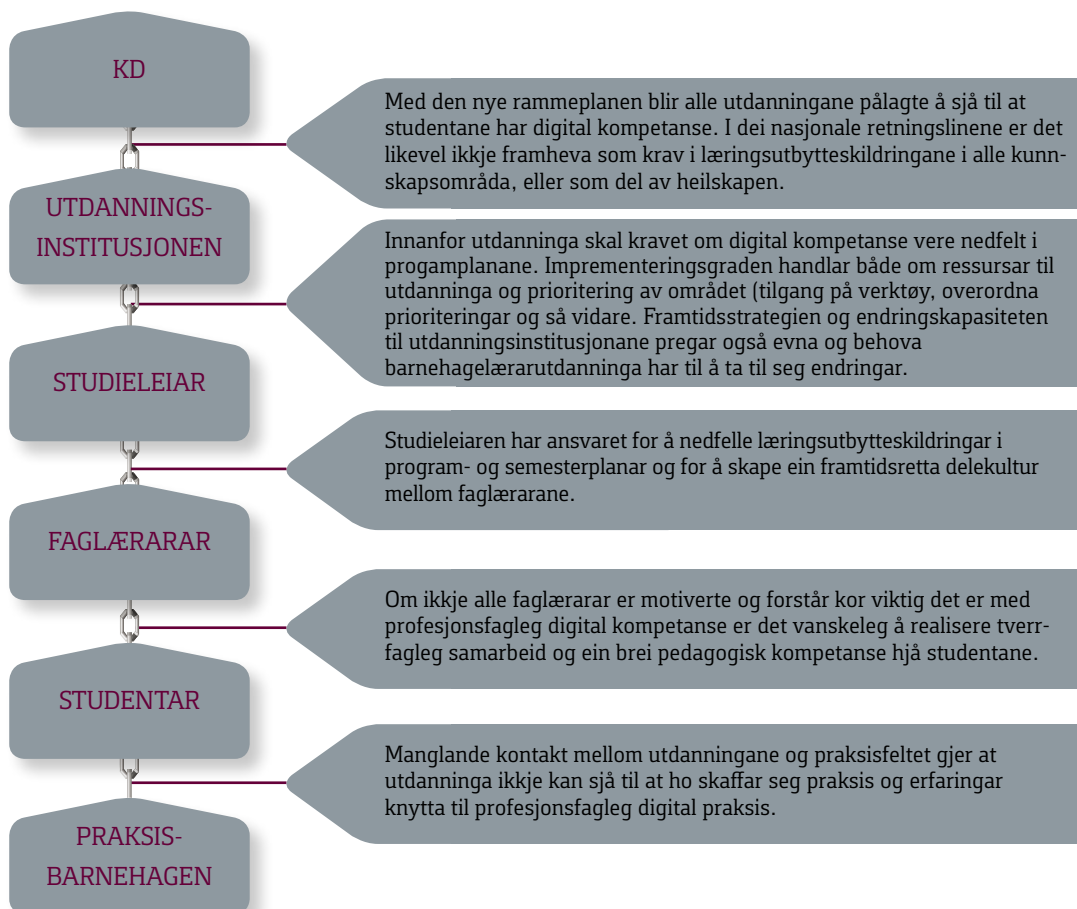 KD
Med den nye rammeplanen blir alle utdanningane pålagte å sjå til at
studentane har digital kompetanse. I dei nasjonale retningslinene er det
likevel ikkje framheva som krav i læringsutbytteskildringane i alle kunn-
skapsområda, eller som del av heilskapen.
UTDANNINGS-
INSTITUSJONEN
Innanfor utdanninga skal kravet om digital kompetanse vere nedfelt i
progamplanane. Imprementeringsgraden handlar både om ressursar til
utdanninga og prioritering av området (tilgang på verktøy, overordna
prioriteringar og så vidare. Framtidsstrategien og endringskapasiteten
til utdanningsinstitusjonane pregar også evna og behova
barnehagelærarutdanninga har til å ta til seg endringar.
STUDIELEIAR
Studieleiaren har ansvaret for å nedfelle læringsutbytteskildringar i
program- og semesterplanar og for å skape ein framtidsretta delekultur
mellom faglærarane.
FAGLÆRARAR
Om ikkje alle faglærarar er motiverte og forstår kor viktig det er med
profesjonsfagleg digital kompetanse er det vanskeleg å realisere tverr-
fagleg samarbeid og ein brei pedagogisk kompetanse hjå studentane.
STUDENTAR
Manglande kontakt mellom utdanningane og praksisfeltet gjer at
utdanninga ikkje kan sjå til at ho skaffar seg praksis og erfaringar
knytta til profesjonsfagleg digital praksis.
PRAKSIS-
BARNEHAGEN